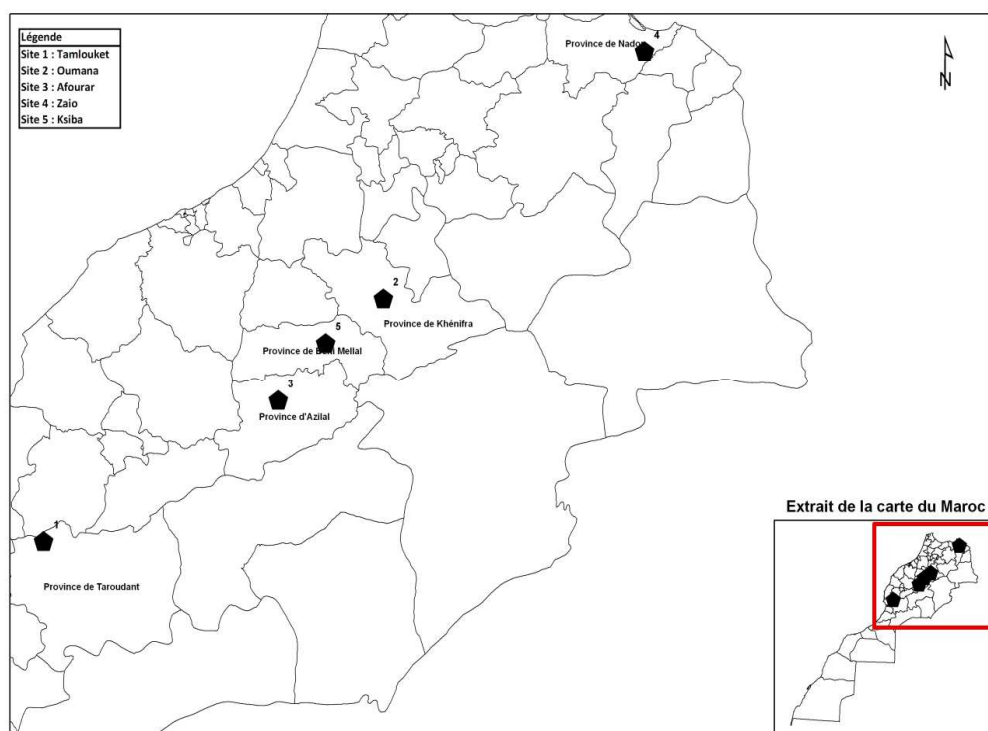 Légende
Site 1 : Tamlouket
Site 2 : Oumana
Site 3 : Afourar
Site 4 : Zaio
Site 5 : Ksiba
4
Province de Nador
N
2
Province de Khénifra
5
Province de Beni Mellal
3
Province d'Azilal
1
Province de Taroudant
Extrait de la carte du Maroc